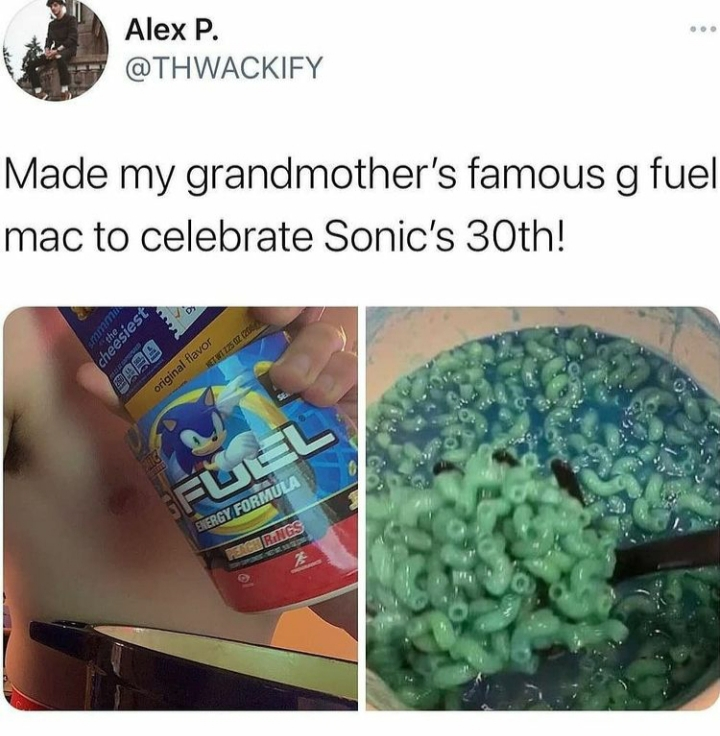 Alex P.
@THWACKIFY
Made my grandmother's famous g fuel
mac to celebrate Sonic's 30th!
the
cheesiest
original flavor
SONIC
G FUEL
ENERGY FORMULA
PEACH RINGS